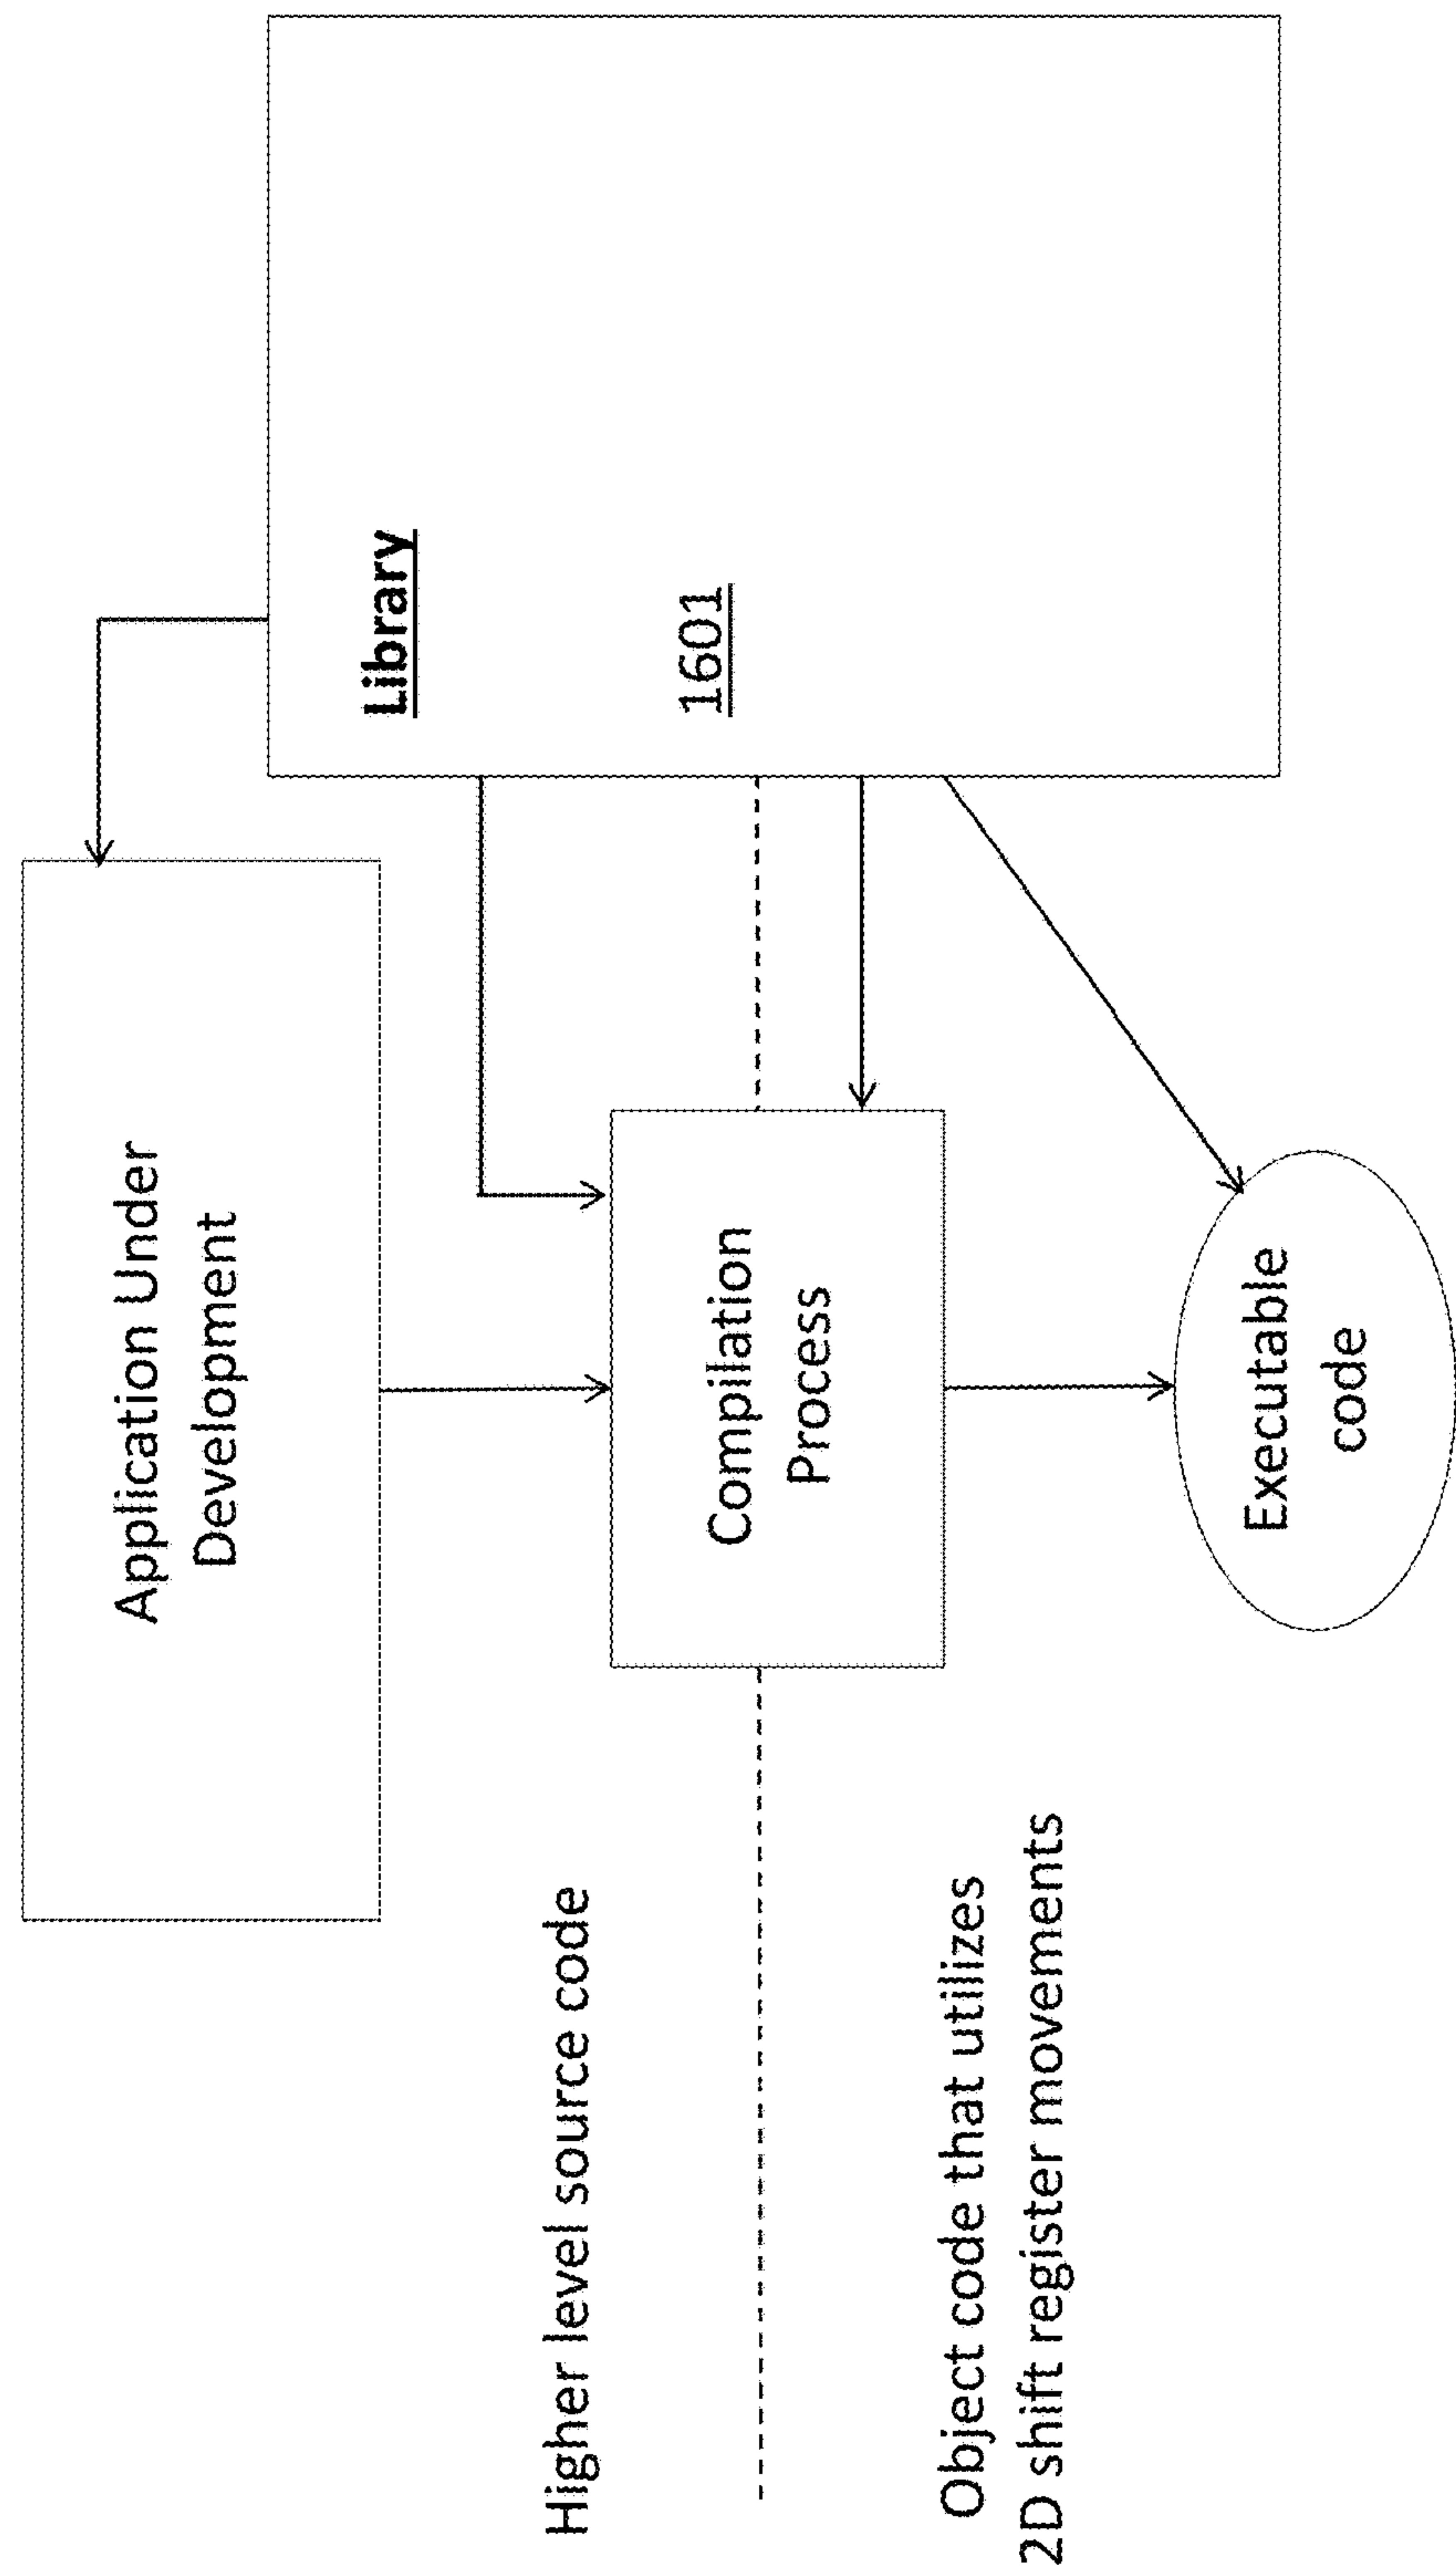 Application Under
Development
Library
1601
Higher level source code
Compilation
Process
Object code that utilizes
2D shift register movements
Executable
code